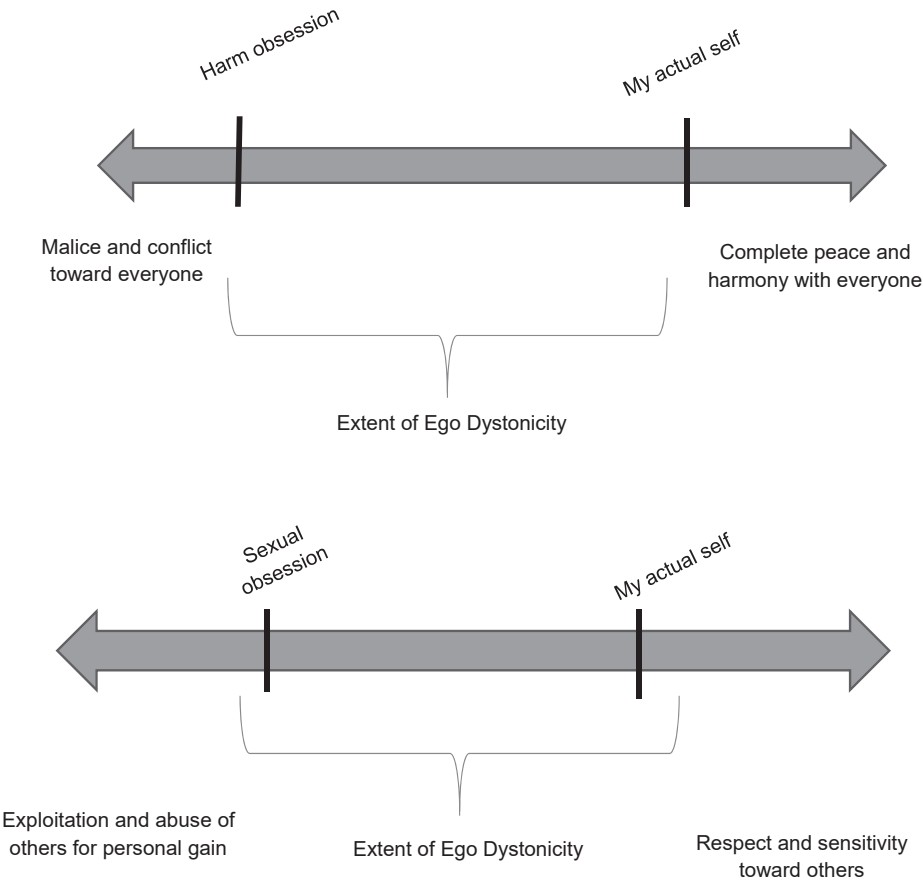 Harm obsession
My actual self
Malice and conflict
toward everyone
Complete peace and
harmony with everyone
Extent of Ego Dystonicity
Sexual
obsession
My actual self
Exploitation and abuse of
others for personal gain
Extent of Ego Dystonicity
Respect and sensitivity
toward others